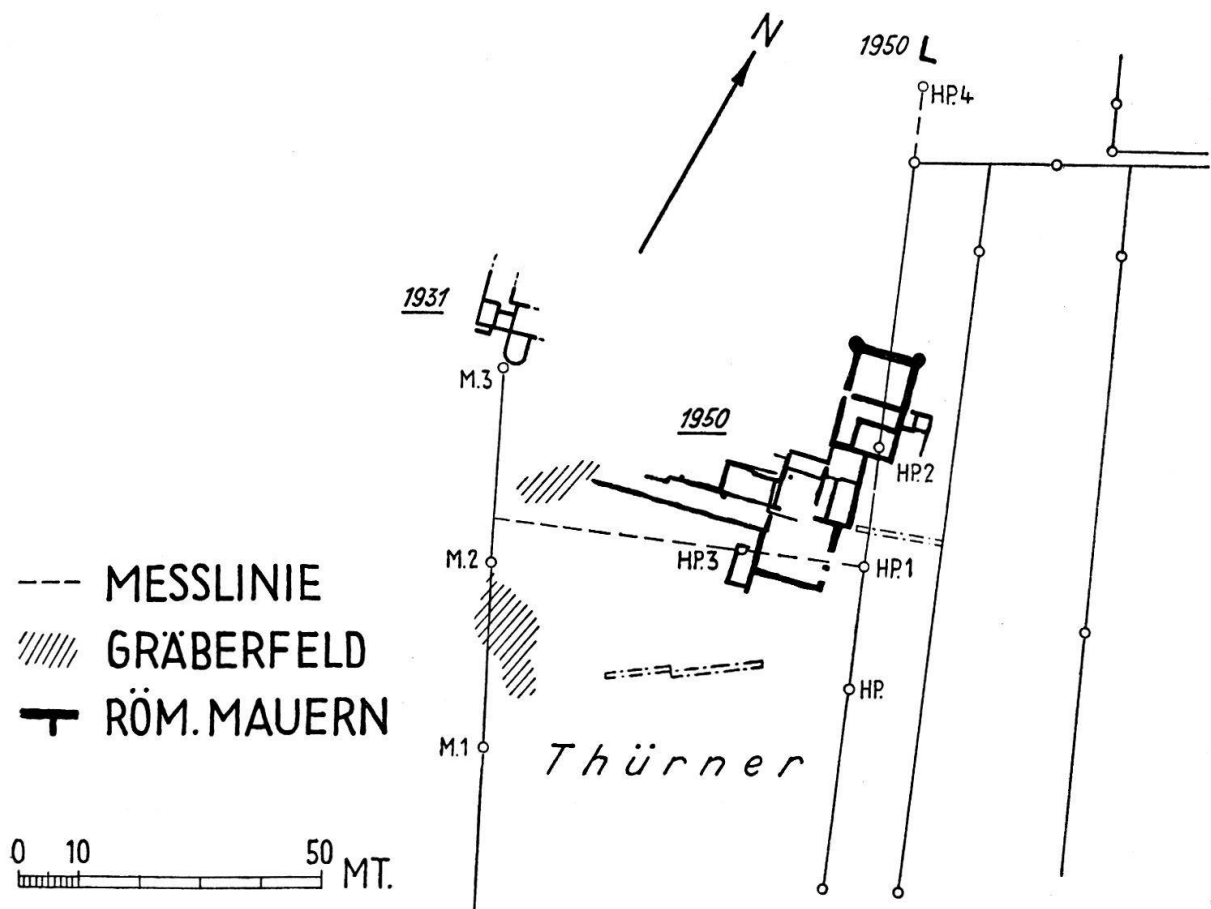 N
1950 L
HP.4
1931
M.3
1950
HP.2
M.2
HP.3
HP.1
--- MESSLINIE
GRÄBERFELD
RÖM. MAUERN
HP.
M.1
Thürner
0 10 50 MT.